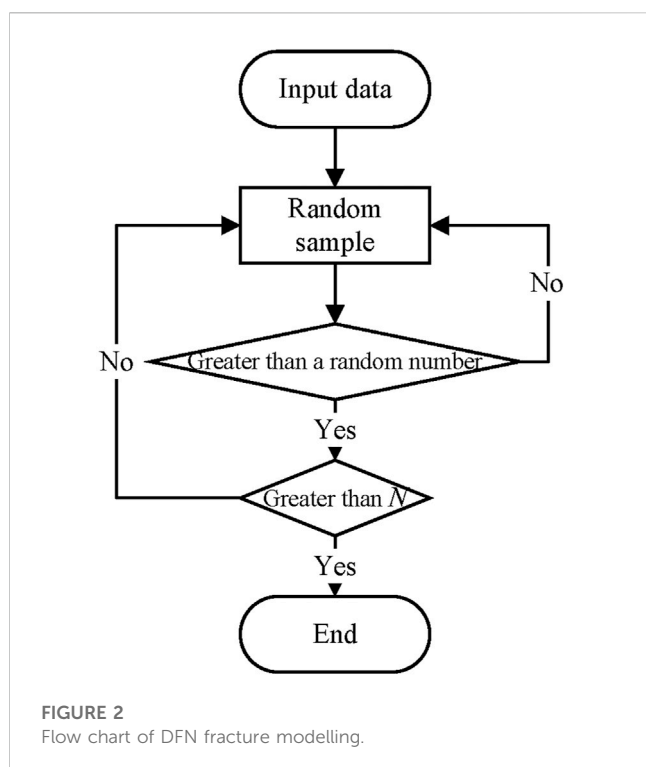 Input data
Random
sample
No
Greater than a random number
No
Yes
Greater than N
Yes
End
FIGURE 2
Flow chart of DFN fracture modelling.